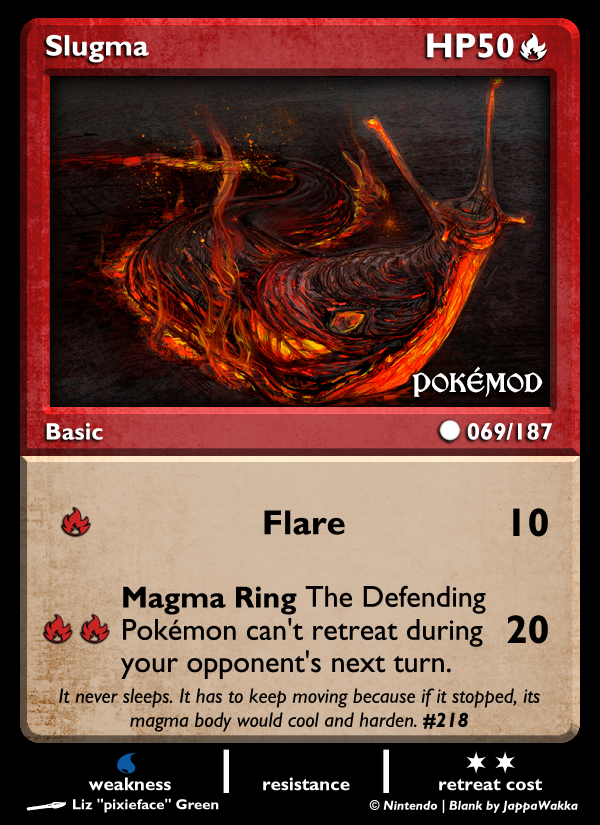 Slugma HP50
POKÉMOD
Basic 069/187
Flare 10
Magma Ring The Defending
Pokémon can't retreat during 20
your opponent's next turn.
It never sleeps. It has to keep moving because if it stopped, its
magma body would cool and harden. #218
weakness resistance retreat cost
Liz "pixieface" Green © Nintendo | Blank by JappaWakka